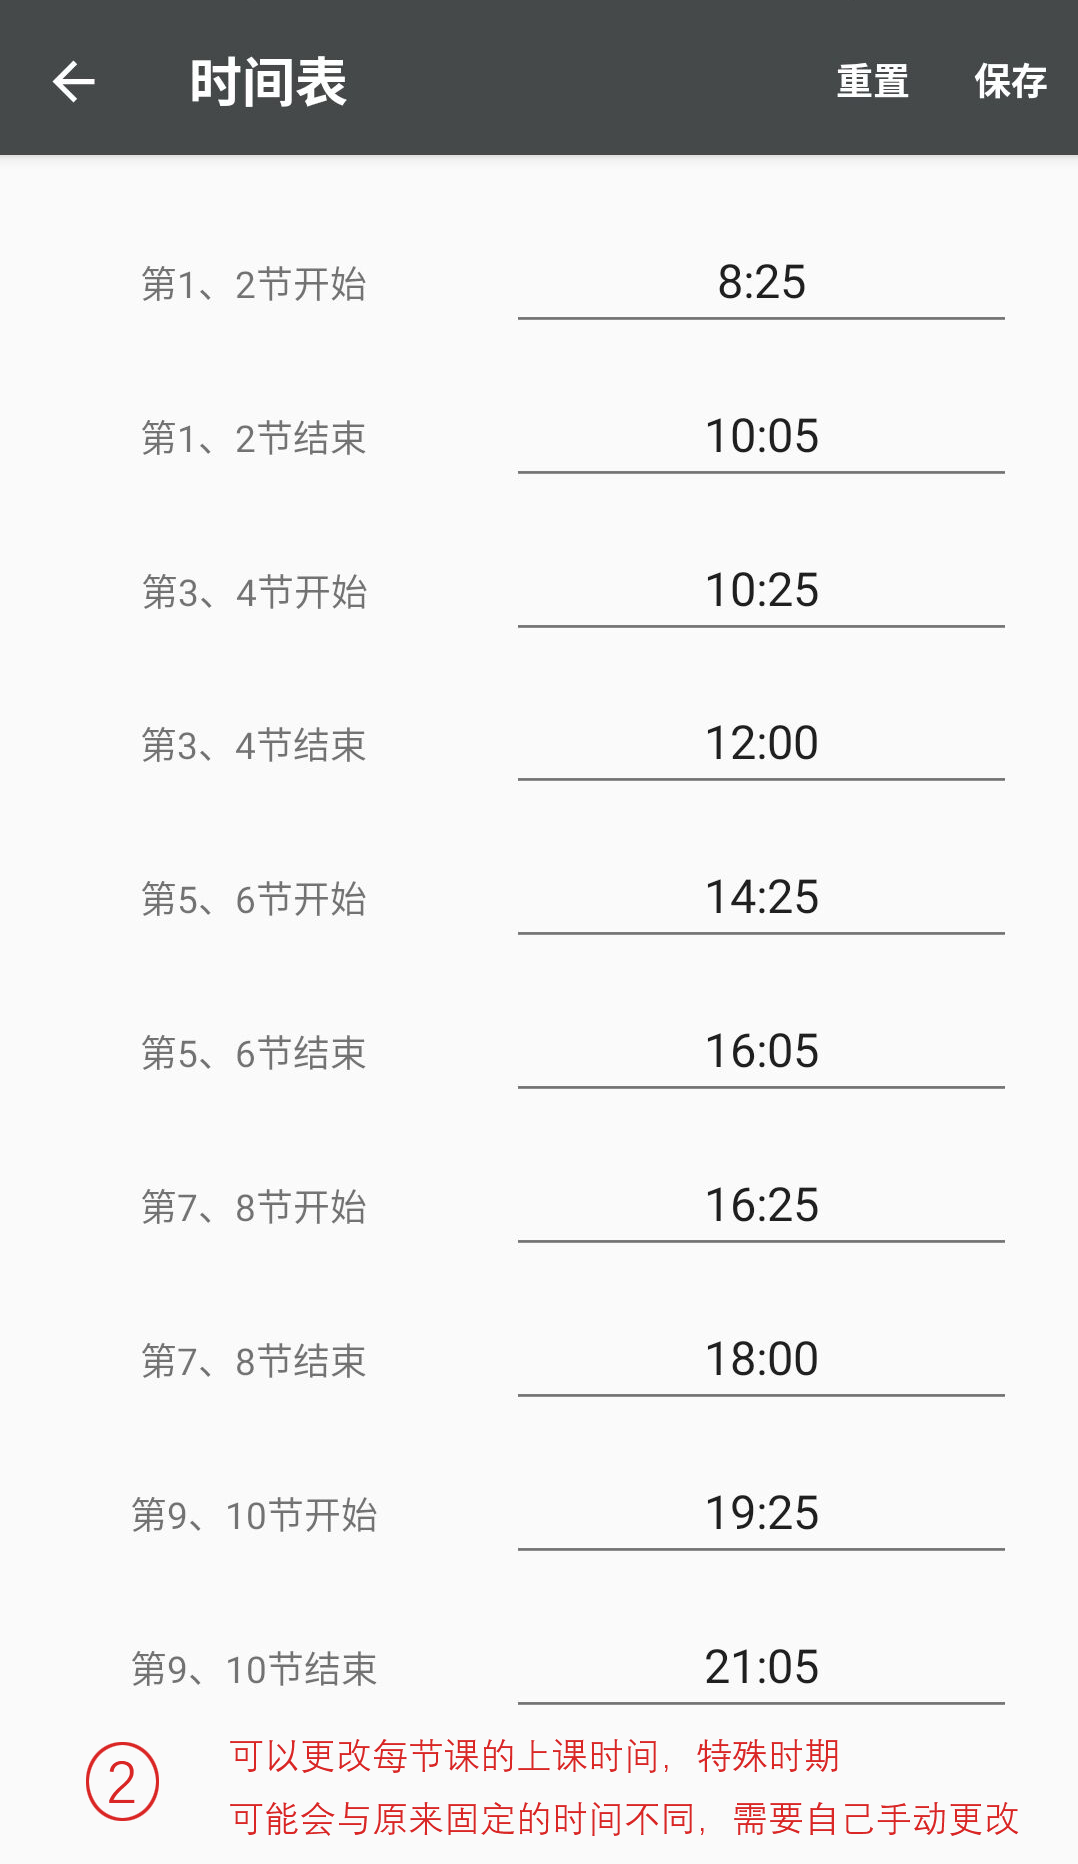 时间表 重置 保存
第1、2节开始 8:25
第1、2节结束 10:05
第3、4节开始 10:25
第3、4节结束 12:00
第5、6节开始 14:25
第5、6节结束 16:05
第7、8节开始 16:25
第7、8节结束 18:00
第9、10节开始 19:25
第9、10节结束 21:05
② 可以更改每节课的上课时间，特殊时期
可能会与原来固定的时间不同，需要自己手动更改